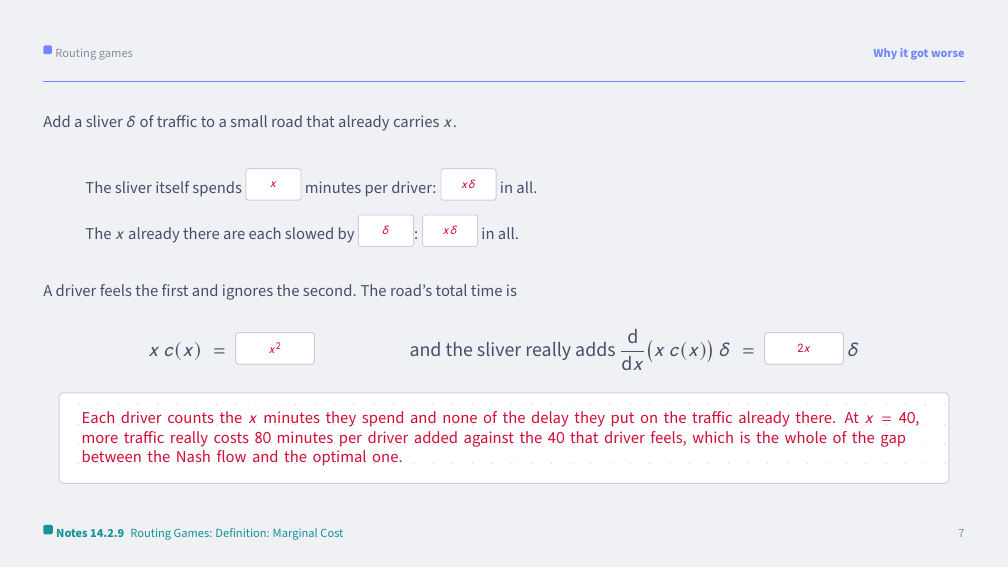 Routing games
Why it got worse
Add a sliver δ of traffic to a small road that already carries x.
The sliver itself spends x minutes per driver: xδ in all.
The x already there are each slowed by δ: xδ in all.
A driver feels the first and ignores the second. The road's total time is
x c(x) = x² and the sliver really adds d/dx (x c(x)) δ = 2x δ
Each driver counts the x minutes they spend and none of the delay they put on the traffic already there. At x = 40,
more traffic really costs 80 minutes per driver added against the 40 that driver feels, which is the whole of the gap
between the Nash flow and the optimal one.
Notes 14.2.9 Routing Games: Definition: Marginal Cost
7